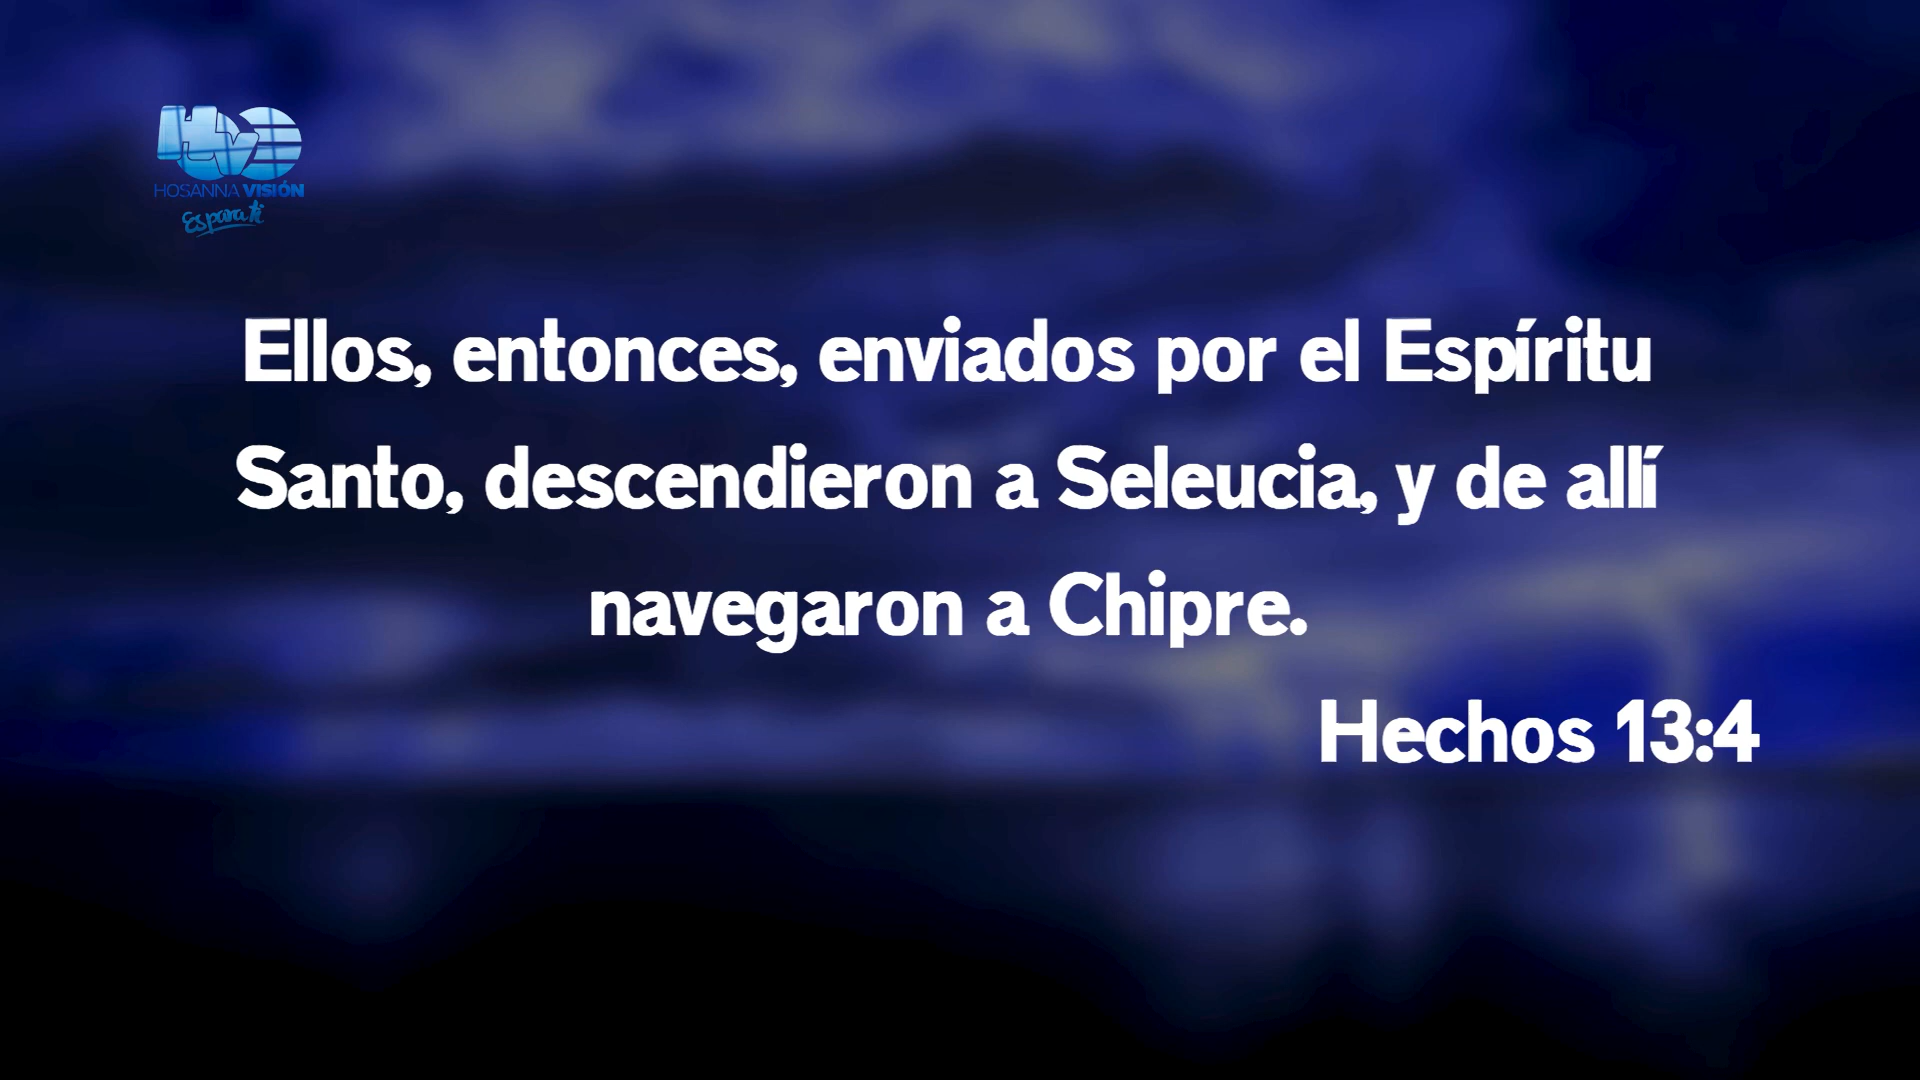 HV
HOSANNA VISIÓN
Es para ti
Ellos, entonces, enviados por el Espíritu
Santo, descendieron a Seleucia, y de allí
navegaron a Chipre.
Hechos 13:4